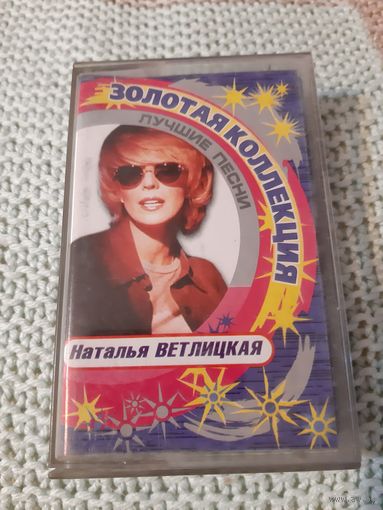 ЗОЛОТАЯ КОЛЛЕКЦИЯ
ЛУЧШИЕ ПЕСНИ
Наталья ВЕТЛИЦКАЯ